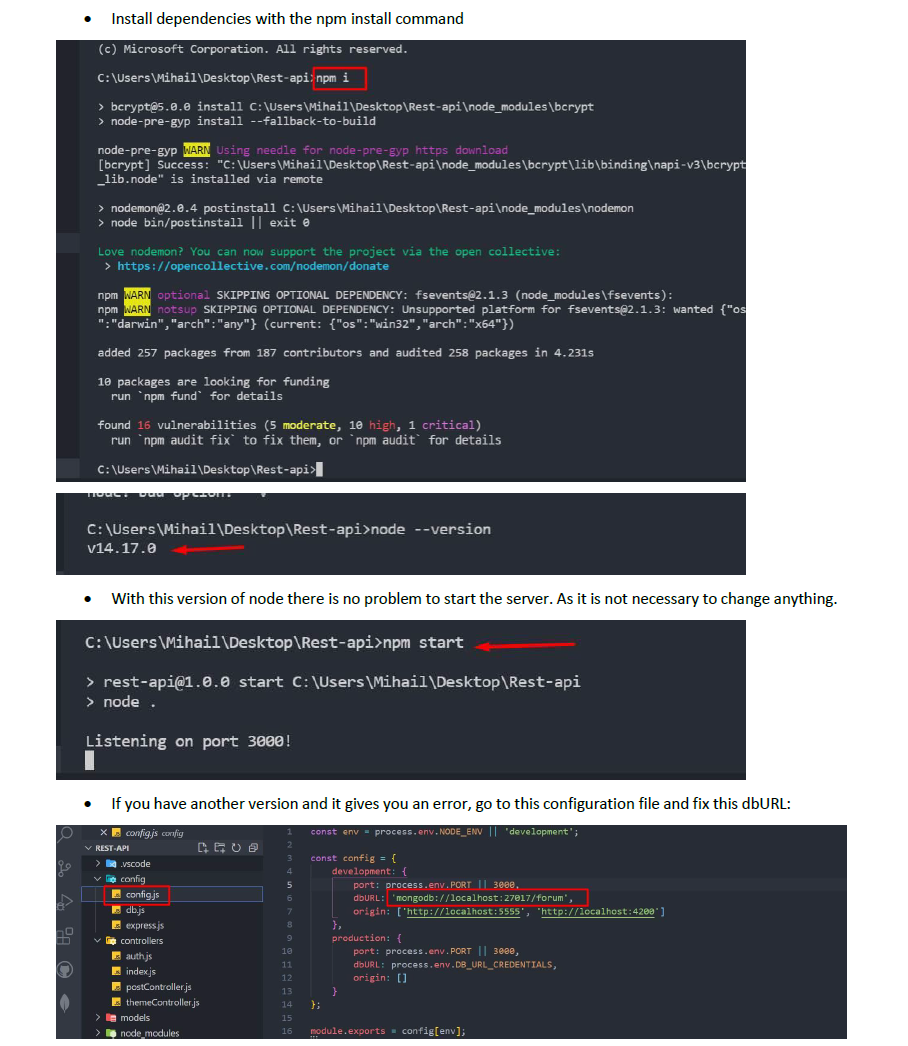 Install dependencies with the npm install command
(c) Microsoft Corporation. All rights reserved.
C:\Users\Mihail\Desktop\Rest-api>npm i
> bcrypt@5.0.0 install C:\Users\Mihail\Desktop\Rest-api\node_modules\bcrypt
> node-pre-gyp install --fallback-to-build
node-pre-gyp WARN Using needle for node-pre-gyp https download
[bcrypt] Success: "C:\Users\Mihail\Desktop\Rest-api\node_modules\bcrypt\lib\binding\napi-v3\bcrypt
_lib.node" is installed via remote
> nodemon@2.0.4 postinstall C:\Users\Mihail\Desktop\Rest-api\node_modules\nodemon
> node bin/postinstall || exit 0
Love nodemon? You can now support the project via the open collective:
> https://opencollective.com/nodemon/donate
npm WARN optional SKIPPING OPTIONAL DEPENDENCY: fsevents@2.1.3 (node_modules\fsevents):
npm WARN notsup SKIPPING OPTIONAL DEPENDENCY: Unsupported platform for fsevents@2.1.3: wanted {"os
":"darwin","arch":"any"} (current: {"os":"win32","arch":"x64"})
added 257 packages from 187 contributors and audited 258 packages in 4.231s
10 packages are looking for funding
run `npm fund` for details
found 16 vulnerabilities (5 moderate, 10 high, 1 critical)
run `npm audit fix` to fix them, or `npm audit` for details
C:\Users\Mihail\Desktop\Rest-api>
C:\Users\Mihail\Desktop\Rest-api>node --version
v14.17.0
With this version of node there is no problem to start the server. As it is not necessary to change anything.
C:\Users\Mihail\Desktop\Rest-api>npm start
> rest-api@1.0.0 start C:\Users\Mihail\Desktop\Rest-api
> node .
Listening on port 3000!
If you have another version and it gives you an error, go to this configuration file and fix this dbURL:
config.js config
REST-API
.vscode
config
config.js
db.js
express.js
controllers
auth.js
index.js
postController.js
themeController.js
models
node_modules
1 const env = process.env.NODE_ENV || 'development';
2
3 const config = {
4 development: {
5 port: process.env.PORT || 3000,
6 dbURL: 'mongodb://localhost:27017/forum',
7 origin: ['http://localhost:5555', 'http://localhost:4200']
8 },
9 production: {
10 port: process.env.PORT || 3000,
11 dbURL: process.env.DB_URL_CREDENTIALS,
12 origin: []
13 }
14 };
15
16 module.exports = config[env];